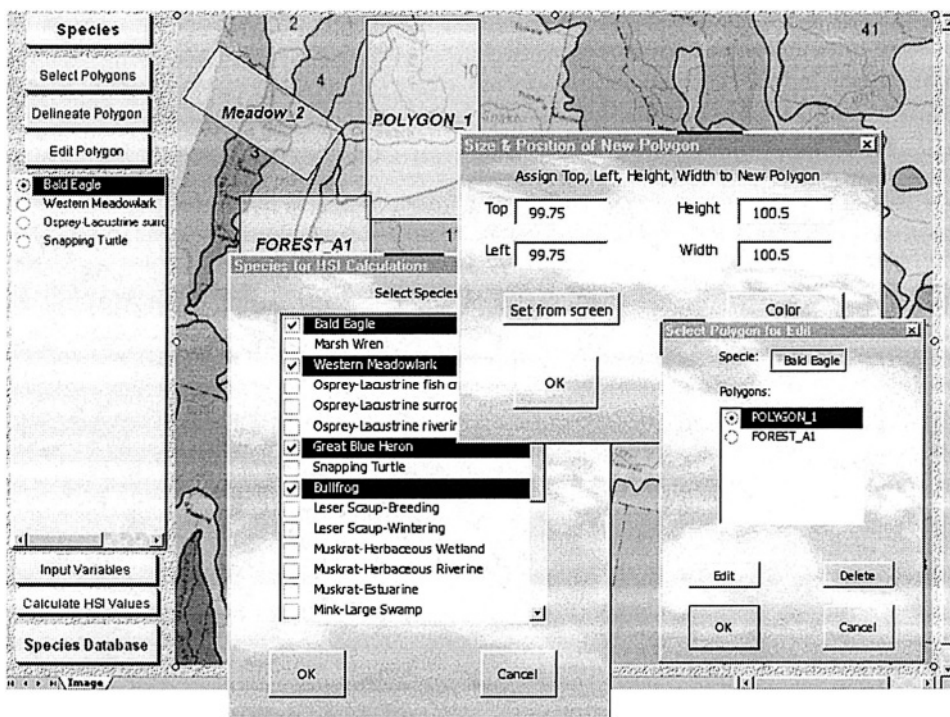 Species
Select Polygons
Delineate Polygon
Edit Polygon
Bald Eagle
Western Meadowlark
Osprey-Lacustrine surro
Snapping Turtle
Input Variables
Calculate HSI Values
Species Database
Image
2
4
3
10
11
41
Meadow_2
POLYGON_1
FOREST_A1
Size & Position of New Polygon
Assign Top, Left, Height, Width to New Polygon
Top 99.75 Height 100.5
Left 99.75 Width 100.5
Set from screen Color
OK
Species for HSI Calculations
Select Species
Bald Eagle
Marsh Wren
Western Meadowlark
Osprey-Lacustrine fish
Osprey-Lacustrine surrog
Osprey-Lacustrine riverin
Great Blue Heron
Snapping Turtle
Bullfrog
Leser Scaup-Breeding
Leser Scaup-Wintering
Muskrat-Herbaceous Wetland
Muskrat-Herbaceous Riverine
Muskrat-Estuarine
Mink-Large Swamp
OK Cancel
Select Polygon for Edit
Specie: Bald Eagle
Polygons:
POLYGON_1
FOREST_A1
Edit Delete
OK Cancel